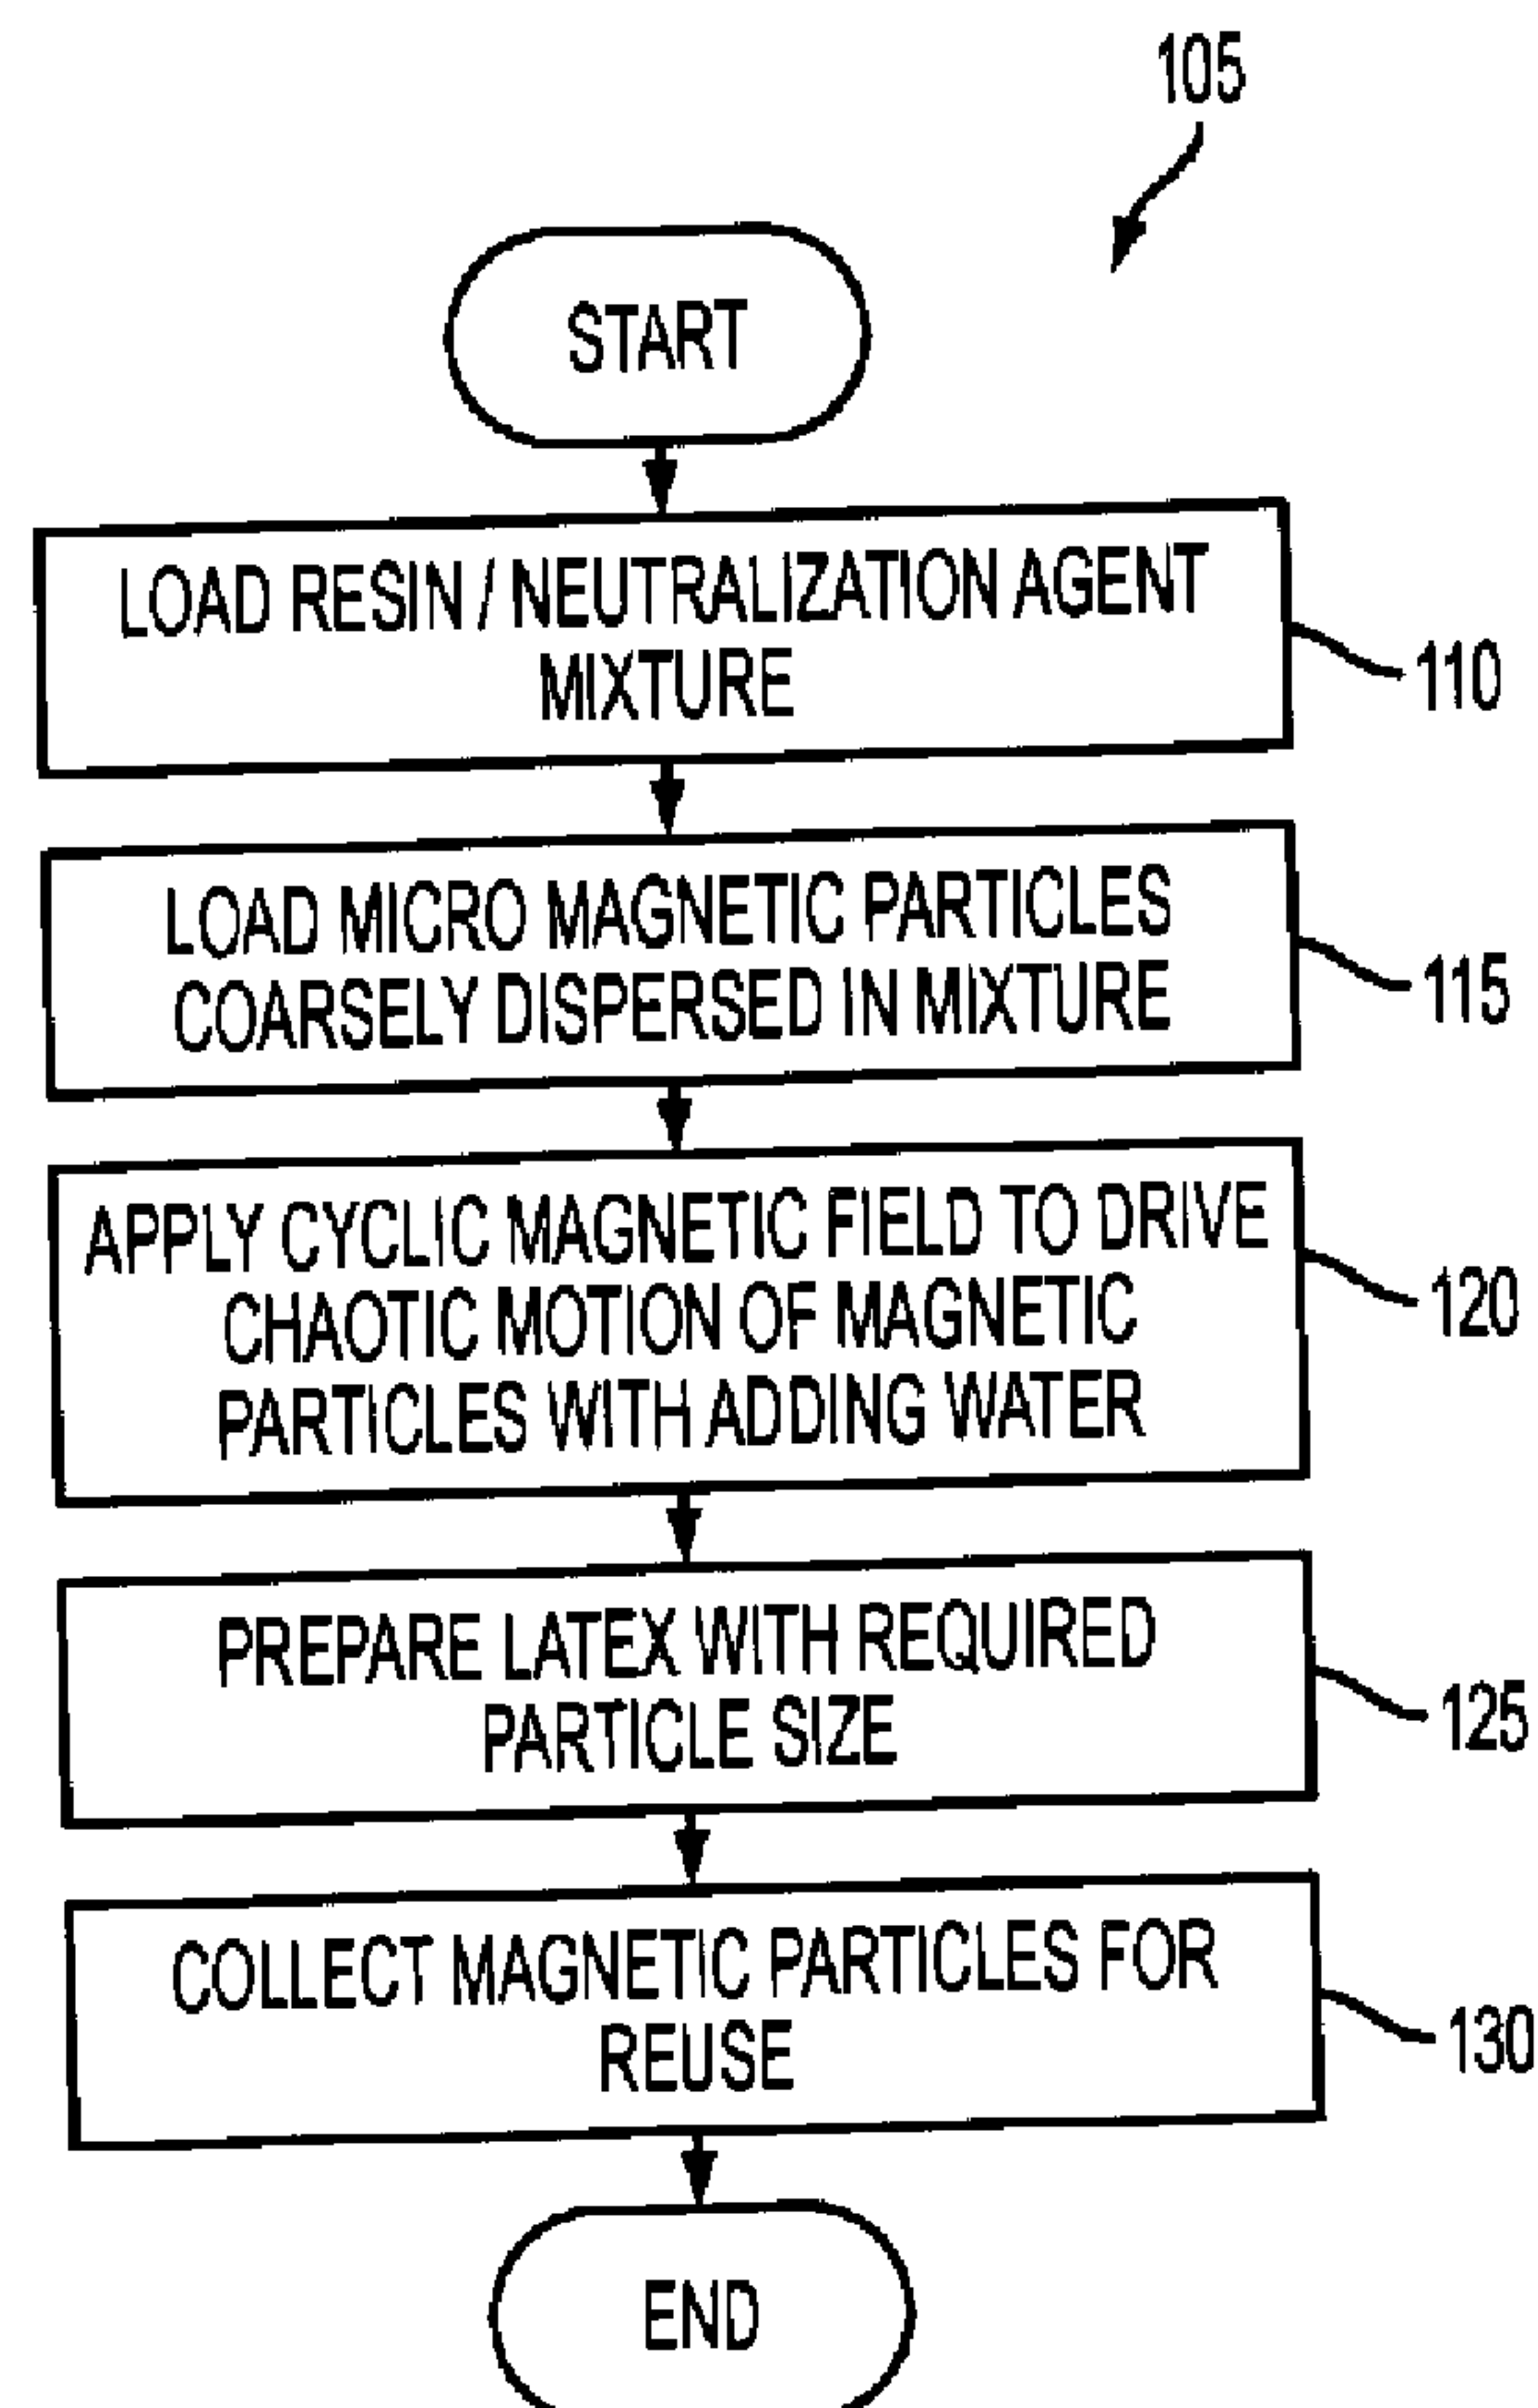 105
START
LOAD RESIN / NEUTRALIZATION AGENT
MIXTURE
110
LOAD MICRO MAGNETIC PARTICLES
COARSELY DISPERSED IN MIXTURE
115
APPLY CYCLIC MAGNETIC FIELD TO DRIVE
CHAOTIC MOTION OF MAGNETIC
PARTICLES WITH ADDING WATER
120
PREPARE LATEX WITH REQUIRED
PARTICLE SIZE
125
COLLECT MAGNETIC PARTICLES FOR
REUSE
130
END